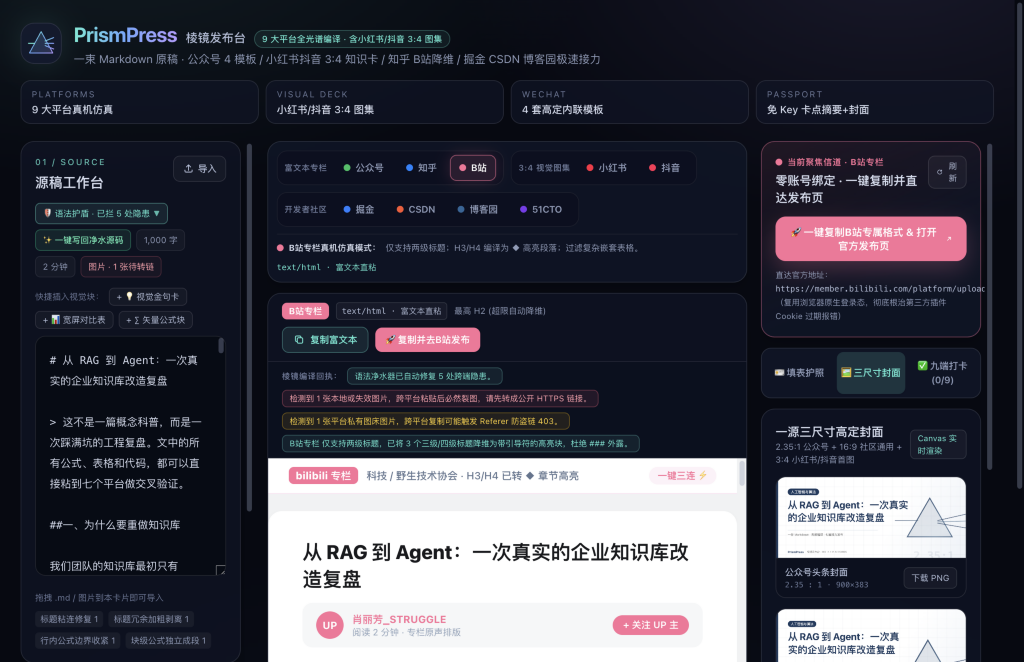 PrismPress 棱镜发布台 9 大平台全光谱编译 · 含小红书/抖音 3:4 图集
一束 Markdown 原稿 · 公众号 4 模板 / 小红书抖音 3:4 知识卡 / 知乎 B站降维 / 掘金 CSDN 博客园极速接力
PLATFORMS
9 大平台真机仿真
VISUAL DECK
小红书/抖音 3:4 图集
WECHAT
4 套高定内联模板
PASSPORT
免 Key 卡点摘要+封面
01 / SOURCE
源稿工作台
导入
语法护盾 · 已拦 5 处隐患 ▼
✨ 一键写回净水源码
1,000 字
2 分钟
图片 · 1 张待转链
快捷插入视觉块:
+ 💡 视觉金句卡
+ 📊 宽屏对比表
+ ∑ 矢量公式块
# 从 RAG 到 Agent：一次真
实的企业知识库改造复盘
> 这不是一篇概念科普，而是一
次踩满坑的工程复盘。文中的所
有公式、表格和代码，都可以直
接粘到七个平台做交叉验证。
##一、为什么要重做知识库
我们团队的知识库最初只有
拖拽 .md / 图片到本卡片即可导入
标题粘连修复 1
标题冗余加粗剥离 1
行内公式边界收紧 1
块级公式独立成段 1
富文本专栏
公众号
知乎
B站
3:4 视觉图集
小红书
抖音
开发者社区
掘金
CSDN
博客园
51CTO
B站专栏真机仿真模式： 仅支持两级标题；H3/H4 编译为 ◆ 高亮段落；过滤复杂嵌套表格。
text/html · 富文本直粘
B站专栏
text/html · 富文本直粘
最高 H2 (超限自动降维)
复制富文本
🚀 复制并去B站发布
棱镜编译回执:
语法净水器已自动修复 5 处跨端隐患。
检测到 1 张本地或失效图片，跨平台粘贴后必然裂图，请先转成公开 HTTPS 链接。
检测到 1 张平台私有图床图片，跨平台复制可能触发 Referer 防盗链 403。
B站专栏 仅支持两级标题，已将 3 个三级/四级标题降维为带引导符的高亮块，杜绝 ### 外露。
bilibili 专栏
科技 / 野生技术协会 · H3/H4 已转 ◆ 章节高亮
一键三连 ⚡
从 RAG 到 Agent：一次真实的企业知识库改
造复盘
UP
肖丽芳_STRUGGLE
阅读 2 分钟 · 专栏原声排版
+ 关注 UP 主
当前聚焦信道 · B站专栏
零账号绑定 · 一键复制并直
达发布页
刷
新
🚀一键复制B站专属格式 & 打开
官方发布页
↗
直达官方地址:
https://member.bilibili.com/platform/upload
（复用浏览器原生登录态，彻底根治第三方插件
Cookie 过期报错）
填表护照
三尺寸封面
✅ 九端打卡
(0/9)
一源三尺寸高定封面
2.35:1 公众号 + 16:9 社区通用 +
3:4 小红书/抖音首图
Canvas 实
时渲染
人工智能与算法
从 RAG 到 Agent：一次真实
的企业知识库改造复盘
PrismPress
2.35:1
公众号头条封面
2.35 : 1 · 900×383
下载 PNG
人工智能与算法
从 RAG 到 Agent：一次真
实的企业知识库改造复盘